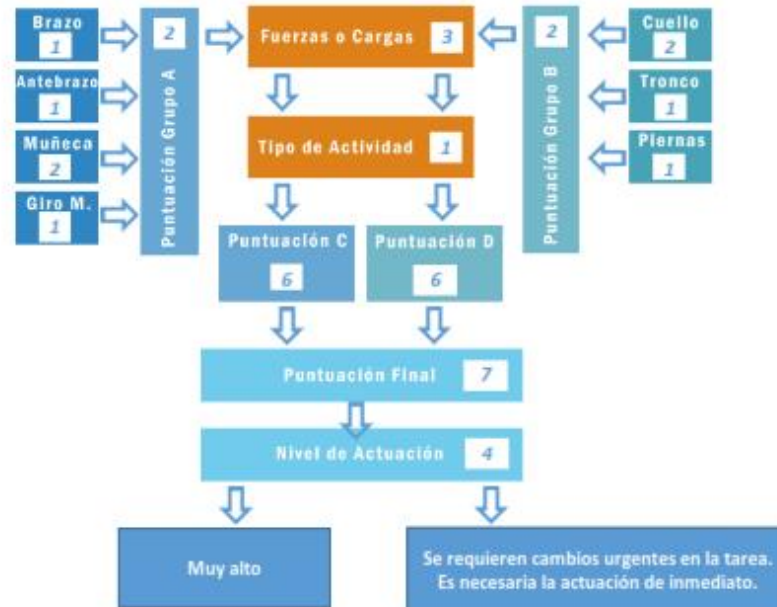 Brazo
1
Antebrazo
1
Muñeca
2
Giro M.
1
2
Puntuación Grupo A
Fuerzas o Cargas 3
Tipo de Actividad 1
2
Puntuación Grupo B
Cuello
2
Tronco
1
Piernas
1
Puntuación C
6
Puntuación D
6
Puntuación Final 7
Nivel de Actuación 4
Muy alto
Se requieren cambios urgentes en la tarea.
Es necesaria la actuación de inmediato.